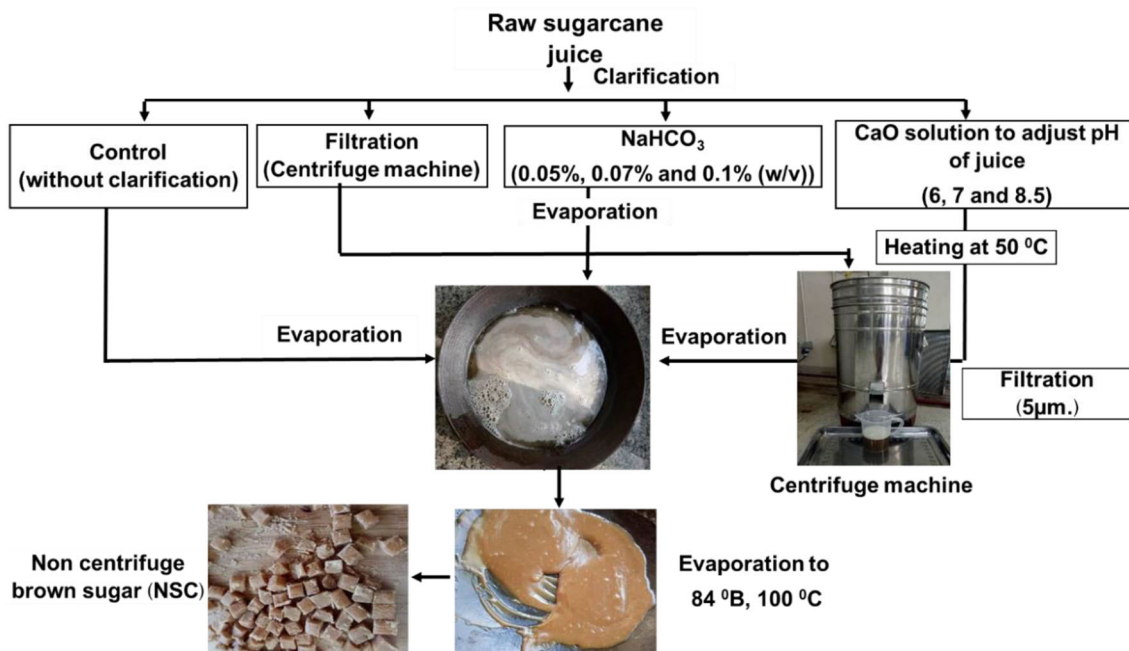 Raw sugarcane
juice
Clarification
Control
(without clarification)
Filtration
(Centrifuge machine)
NaHCO₃
(0.05%, 0.07% and 0.1% (w/v))
CaO solution to adjust pH
of juice
(6, 7 and 8.5)
Evaporation
Heating at 50 ⁰C
Evaporation
Evaporation
Filtration
(5µm.)
Centrifuge machine
Non centrifuge
brown sugar (NSC)
Evaporation to
84 ⁰B, 100 ⁰C